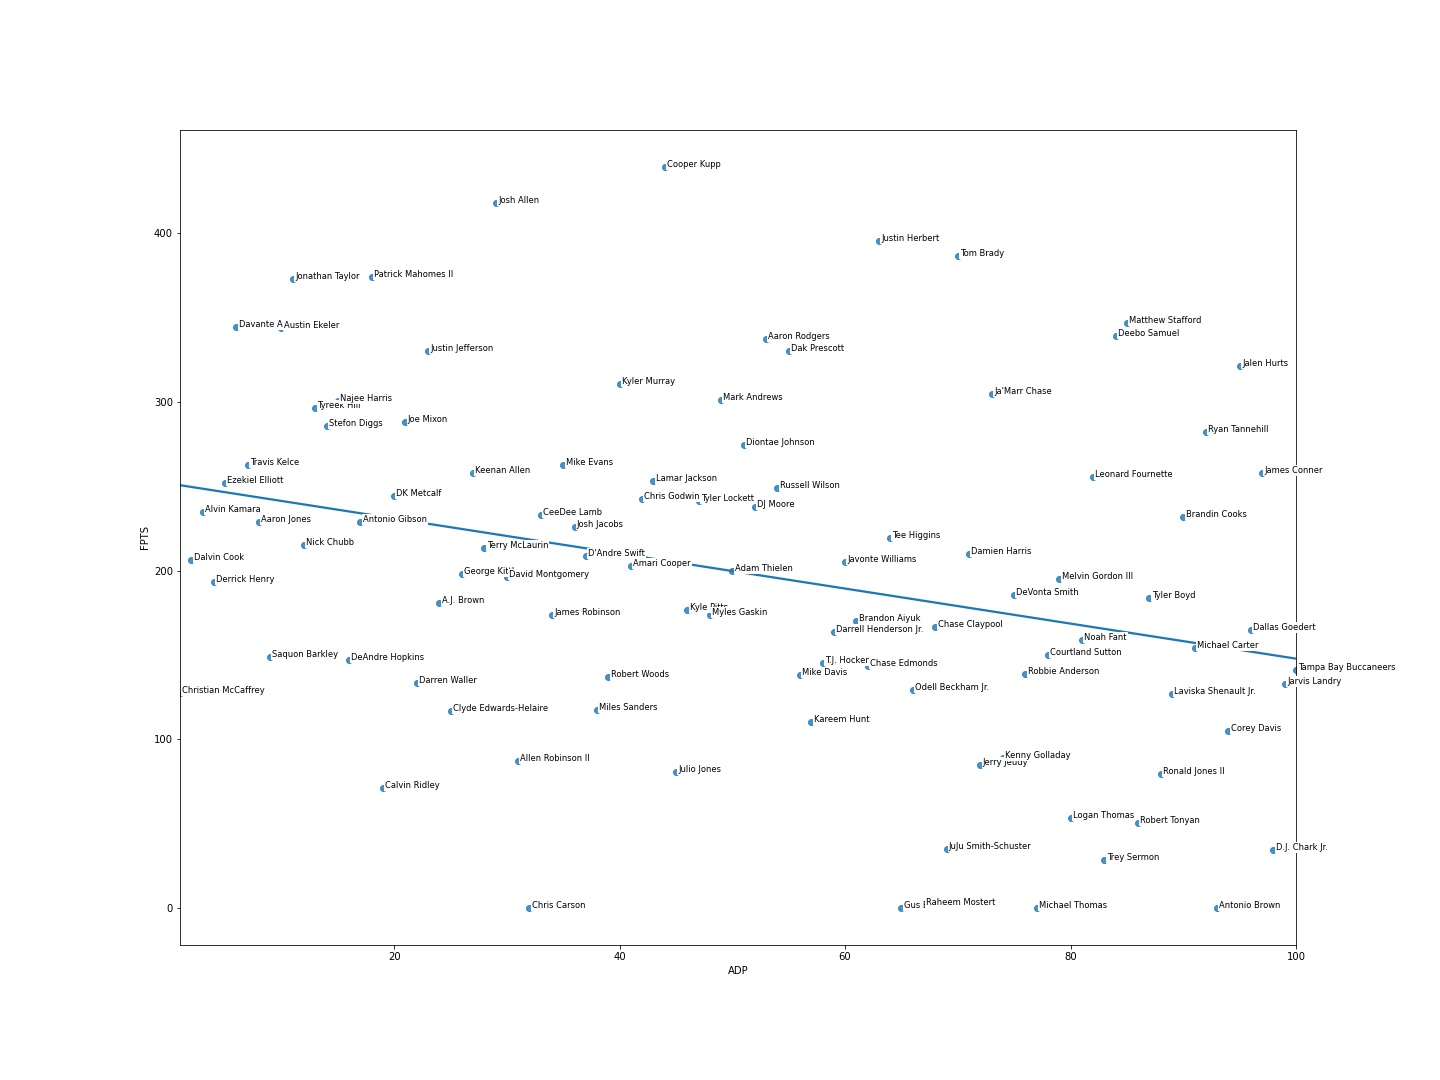 Cooper Kupp
Josh Allen
Justin Herbert
400
Tom Brady
Jonathan Taylor
Patrick Mahomes II
Davante A
Austin Ekeler
Matthew Stafford
Deebo Samuel
Aaron Rodgers
Dak Prescott
Justin Jefferson
Jalen Hurts
Kyler Murray
Ja'Marr Chase
Najee Harris
Mark Andrews
300
Tyreek Hill
Stefon Diggs
Joe Mixon
Ryan Tannehill
Diontae Johnson
Travis Kelce
Mike Evans
Keenan Allen
James Conner
Leonard Fournette
Ezekiel Elliott
Lamar Jackson
Russell Wilson
DK Metcalf
Chris Godwin
Tyler Lockett
DJ Moore
Alvin Kamara
CeeDee Lamb
Brandin Cooks
Aaron Jones
Antonio Gibson
Josh Jacobs
FPTS
Tee Higgins
Nick Chubb
Terry McLaurin
Dalvin Cook
D'Andre Swift
Damien Harris
Amari Cooper
Javonte Williams
200
Adam Thielen
George Kitt
David Montgomery
Derrick Henry
Melvin Gordon III
A.J. Brown
DeVonta Smith
Tyler Boyd
James Robinson
Kyle Pitts
Myles Gaskin
Brandon Aiyuk
Darrell Henderson Jr.
Chase Claypool
Dallas Goedert
Noah Fant
Michael Carter
Saquon Barkley
DeAndre Hopkins
Courtland Sutton
T.J. Hocker
Chase Edmonds
Tampa Bay Buccaneers
Robert Woods
Mike Davis
Robbie Anderson
Darren Waller
Jarvis Landry
Christian McCaffrey
Odell Beckham Jr.
Laviska Shenault Jr.
Clyde Edwards-Helaire
Miles Sanders
Kareem Hunt
Corey Davis
100
Allen Robinson II
Kenny Golladay
Jerry Jeudy
Julio Jones
Ronald Jones II
Calvin Ridley
Logan Thomas
Robert Tonyan
JuJu Smith-Schuster
D.J. Chark Jr.
Trey Sermon
0
Chris Carson
Gus
Raheem Mostert
Michael Thomas
Antonio Brown
20
40
60
80
100
ADP